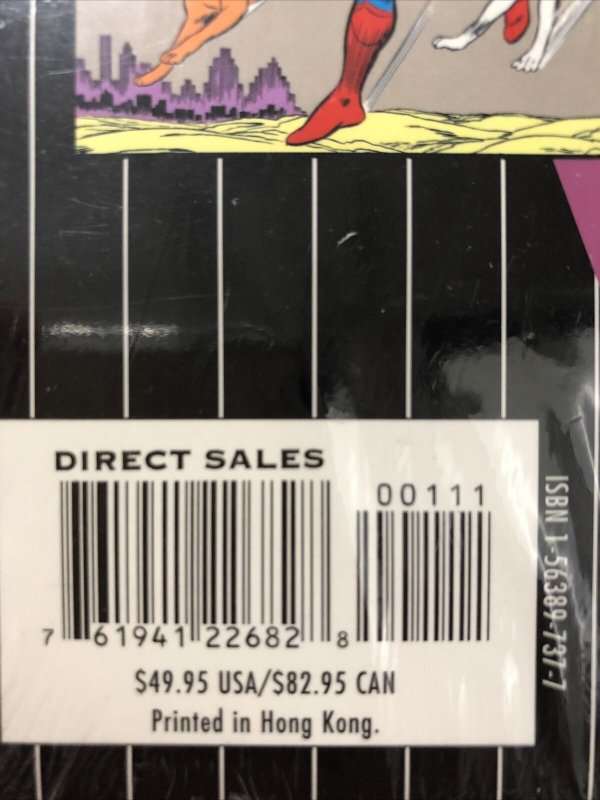 DIRECT SALES
00111
7 61941 22682 8
$49.95 USA/$82.95 CAN
Printed in Hong Kong.
ISBN 1-56389-737-7